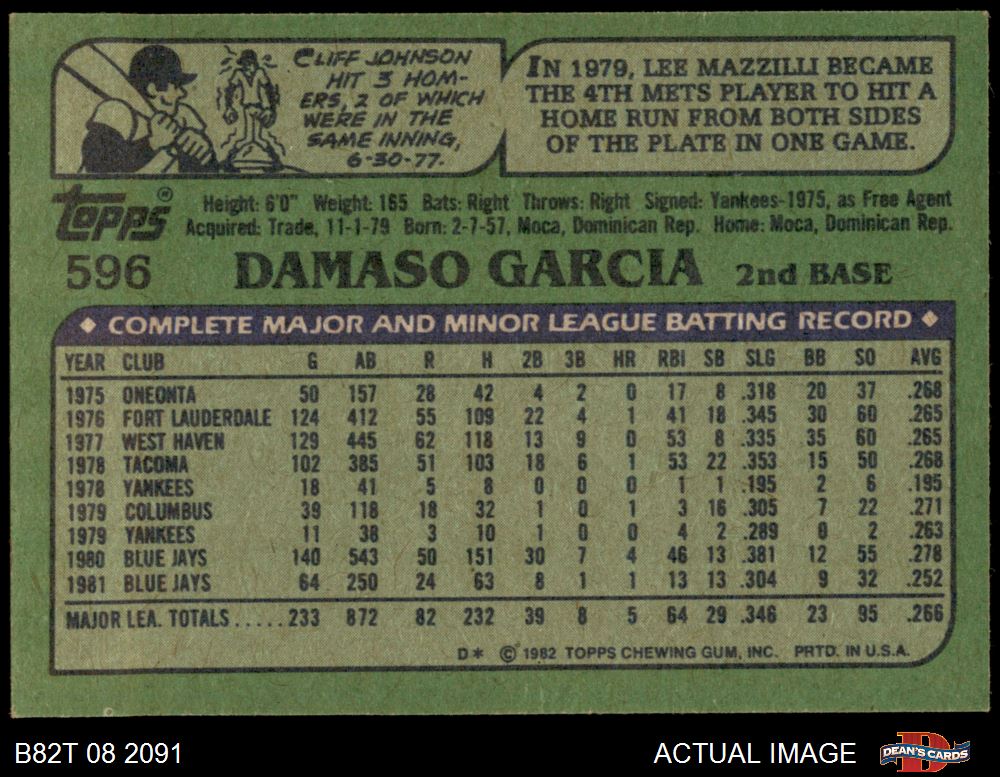 CLIFF JOHNSON
HIT 3 HOM-
ERS, 2 OF WHICH
WERE IN THE
SAME INNING,
6-30-77.
IN 1979, LEE MAZZILLI BECAME
THE 4TH METS PLAYER TO HIT A
HOME RUN FROM BOTH SIDES
OF THE PLATE IN ONE GAME.
Topps®
Height: 6'0" Weight: 165 Bats: Right Throws: Right Signed: Yankees-1975, as Free Agent
Acquired: Trade, 11-1-79 Born: 2-7-57, Moca, Dominican Rep. Home: Moca, Dominican Rep.
596 DAMASO GARCIA 2nd BASE
◆ COMPLETE MAJOR AND MINOR LEAGUE BATTING RECORD ◆
YEAR CLUB G AB R H 2B 3B HR RBI SB SLG BB SO AVG
1975 ONEONTA 50 157 28 42 4 2 0 17 8 .318 20 37 .268
1976 FORT LAUDERDALE 124 412 55 109 22 4 1 41 18 .345 30 60 .265
1977 WEST HAVEN 129 445 62 118 13 9 0 53 8 .335 35 60 .265
1978 TACOMA 102 385 51 103 18 6 1 53 22 .353 15 50 .268
1978 YANKEES 18 41 5 8 0 0 0 1 1 .195 2 6 .195
1979 COLUMBUS 39 118 18 32 1 0 1 3 16 .305 7 22 .271
1979 YANKEES 11 38 3 10 1 0 0 4 2 .289 0 2 .263
1980 BLUE JAYS 140 543 50 151 30 7 4 46 13 .381 12 55 .278
1981 BLUE JAYS 64 250 24 63 8 1 1 13 13 .304 9 32 .252
MAJOR LEA. TOTALS ..... 233 872 82 232 39 8 5 64 29 .346 23 95 .266
D* © 1982 TOPPS CHEWING GUM, INC. PRTD. IN U.S.A.
B82T 08 2091 ACTUAL IMAGE D DEAN'S CARDS